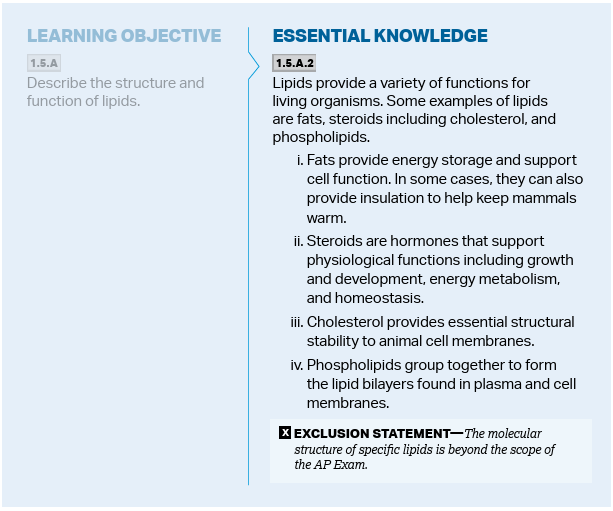 LEARNING OBJECTIVE
1.5.A
Describe the structure and
function of lipids.
ESSENTIAL KNOWLEDGE
1.5.A.2
Lipids provide a variety of functions for
living organisms. Some examples of lipids
are fats, steroids including cholesterol, and
phospholipids.
i. Fats provide energy storage and support
cell function. In some cases, they can also
provide insulation to help keep mammals
warm.
ii. Steroids are hormones that support
physiological functions including growth
and development, energy metabolism,
and homeostasis.
iii. Cholesterol provides essential structural
stability to animal cell membranes.
iv. Phospholipids group together to form
the lipid bilayers found in plasma and cell
membranes.
X EXCLUSION STATEMENT—The molecular
structure of specific lipids is beyond the scope of
the AP Exam.